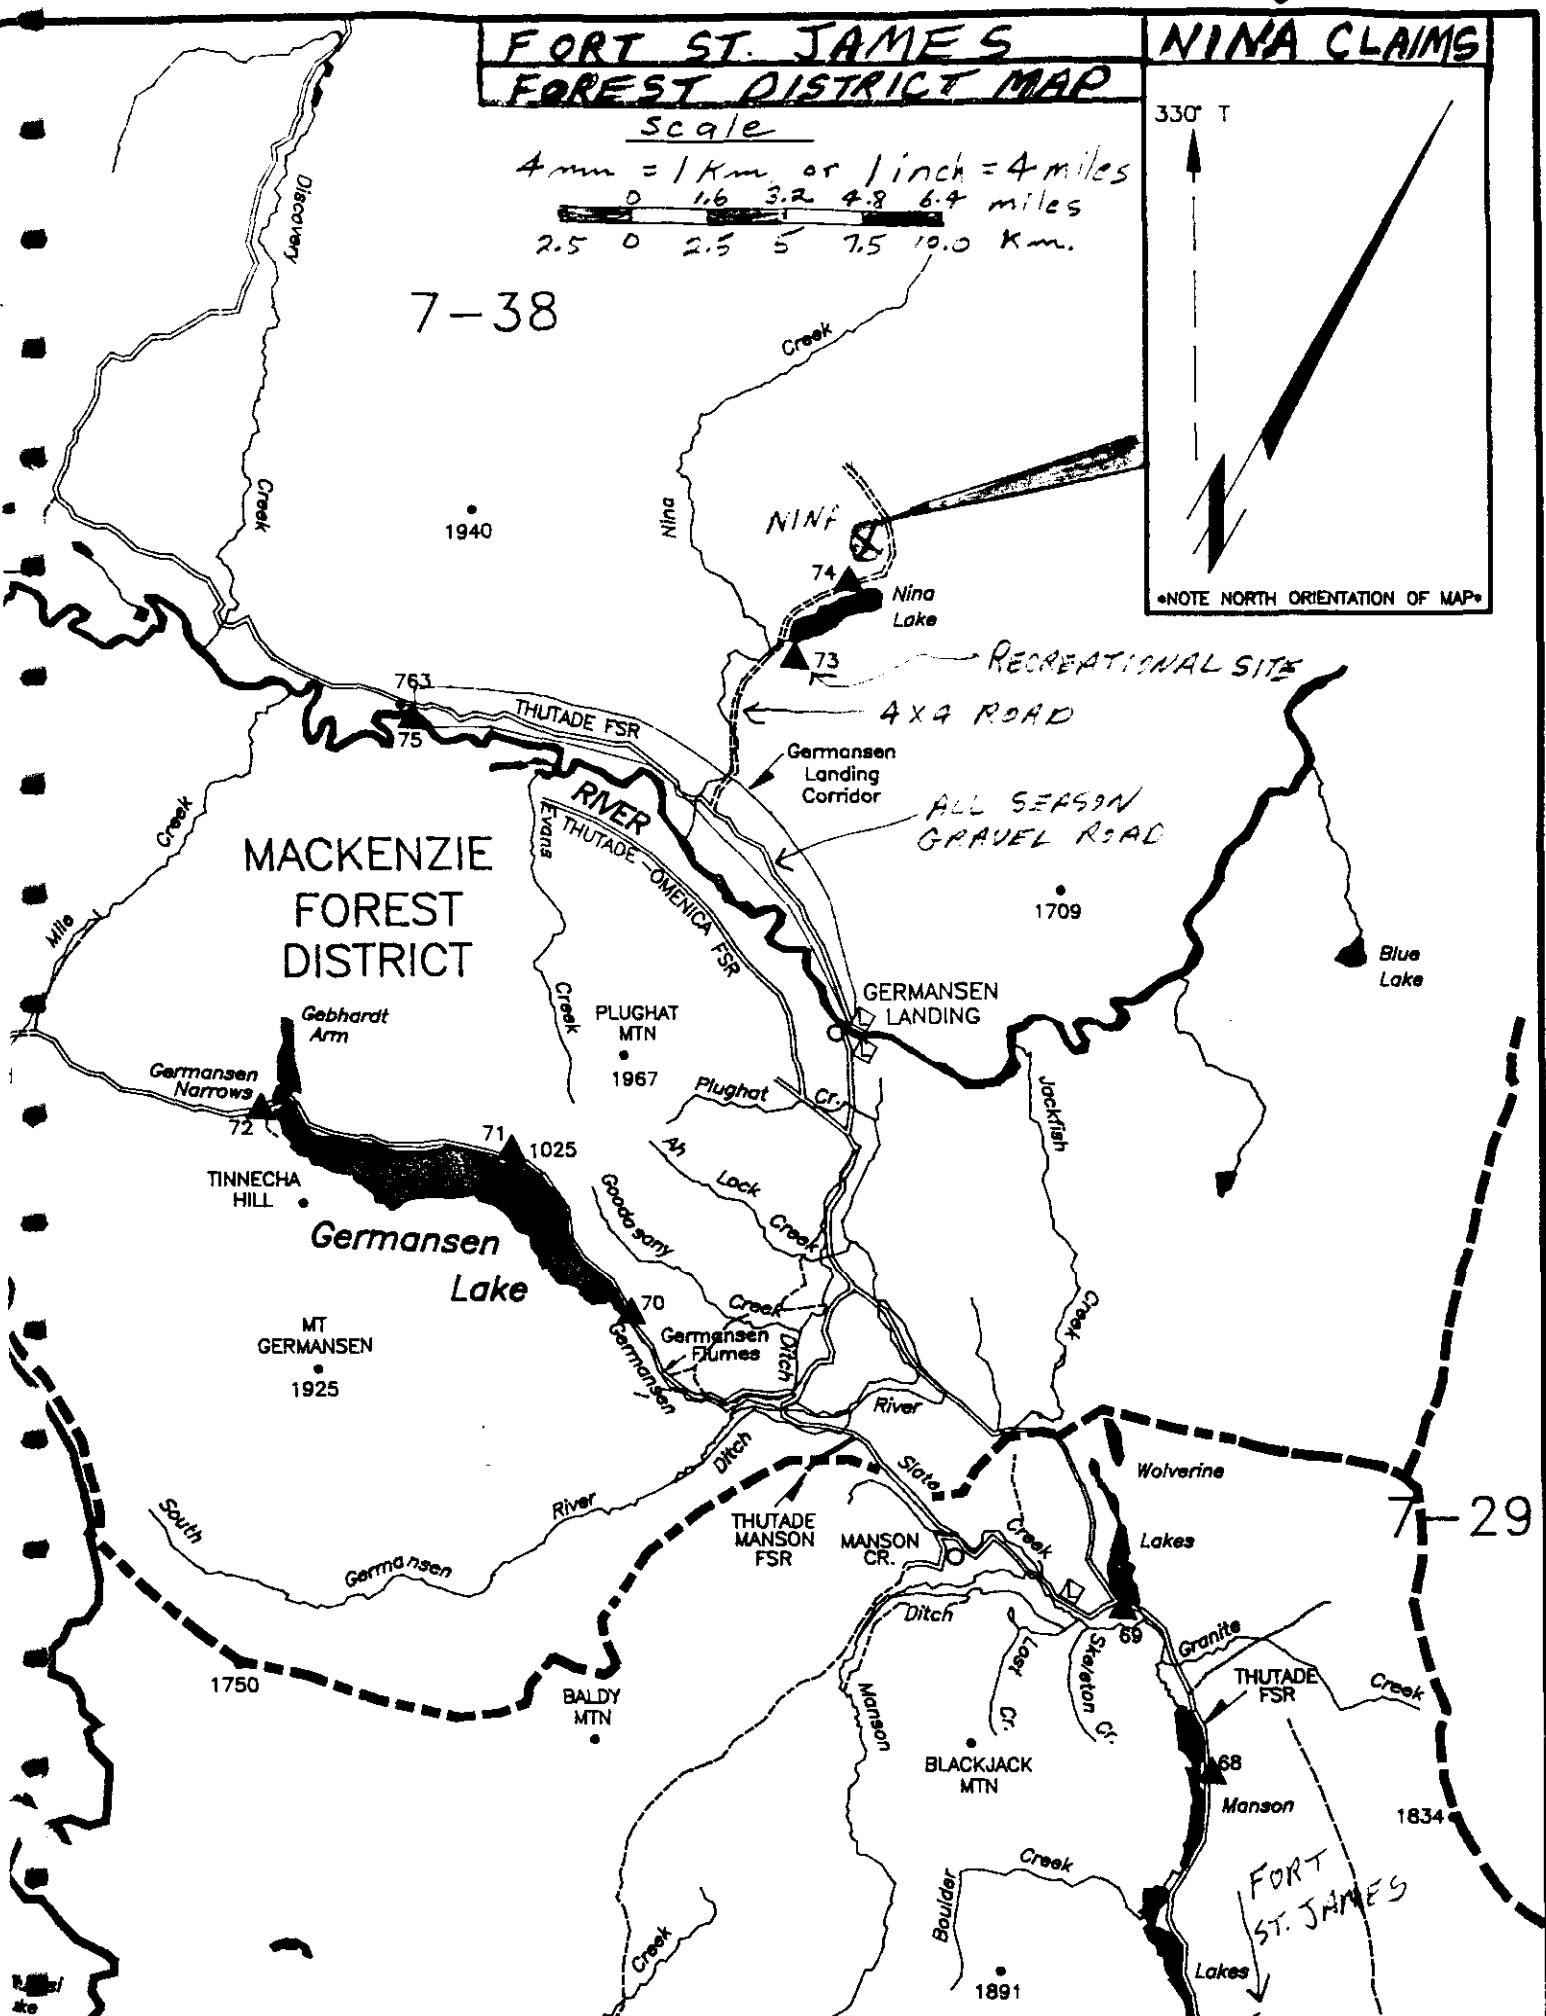 FORT ST. JAMES
FOREST DISTRICT MAP
NINA CLAIMS
scale
4 mm = 1 Km or 1 inch = 4 miles
0 1.6 3.2 4.8 6.4 miles
2.5 0 2.5 5 7.5 10.0 Km.
330° T
*NOTE NORTH ORIENTATION OF MAP*
Discovery
Creek
7-38
Creek
Nina
1940
NINA
74
Nina
Lake
73
RECREATIONAL SITE
4X4 ROAD
763
75
THUTADE FSR
Germansen
Landing
Corridor
ALL SEASON
GRAVEL ROAD
RIVER
Evans
Creek
THUTADE-OMENICA FSR
Mile
Creek
MACKENZIE
FOREST
DISTRICT
1709
Blue
Lake
GERMANSEN
LANDING
L
L
PLUGHAT
MTN
1967
Gebhardt
Arm
Germansen
Narrows
72
71
1025
Plughat Cr.
Jackfish
Creek
Ah
Lock
Creek
TINNECHA
HILL
Germansen
Lake
Goodasany
Creek
70
Germansen
Flumes
Ditch
Germansen
River
MT
GERMANSEN
1925
Ditch
Slate
Creek
Wolverine
Lakes
7-29
South
Germansen
River
THUTADE
MANSON
FSR
MANSON
CR.
L
Ditch
Lost
Cr.
Skeleton
Cr.
69
Granite
Creek
THUTADE
FSR
1750
BALDY
MTN
Manson
BLACKJACK
MTN
68
Manson
1834
Creek
Boulder
FORT
ST. JAMES
Creek
1891
Lakes